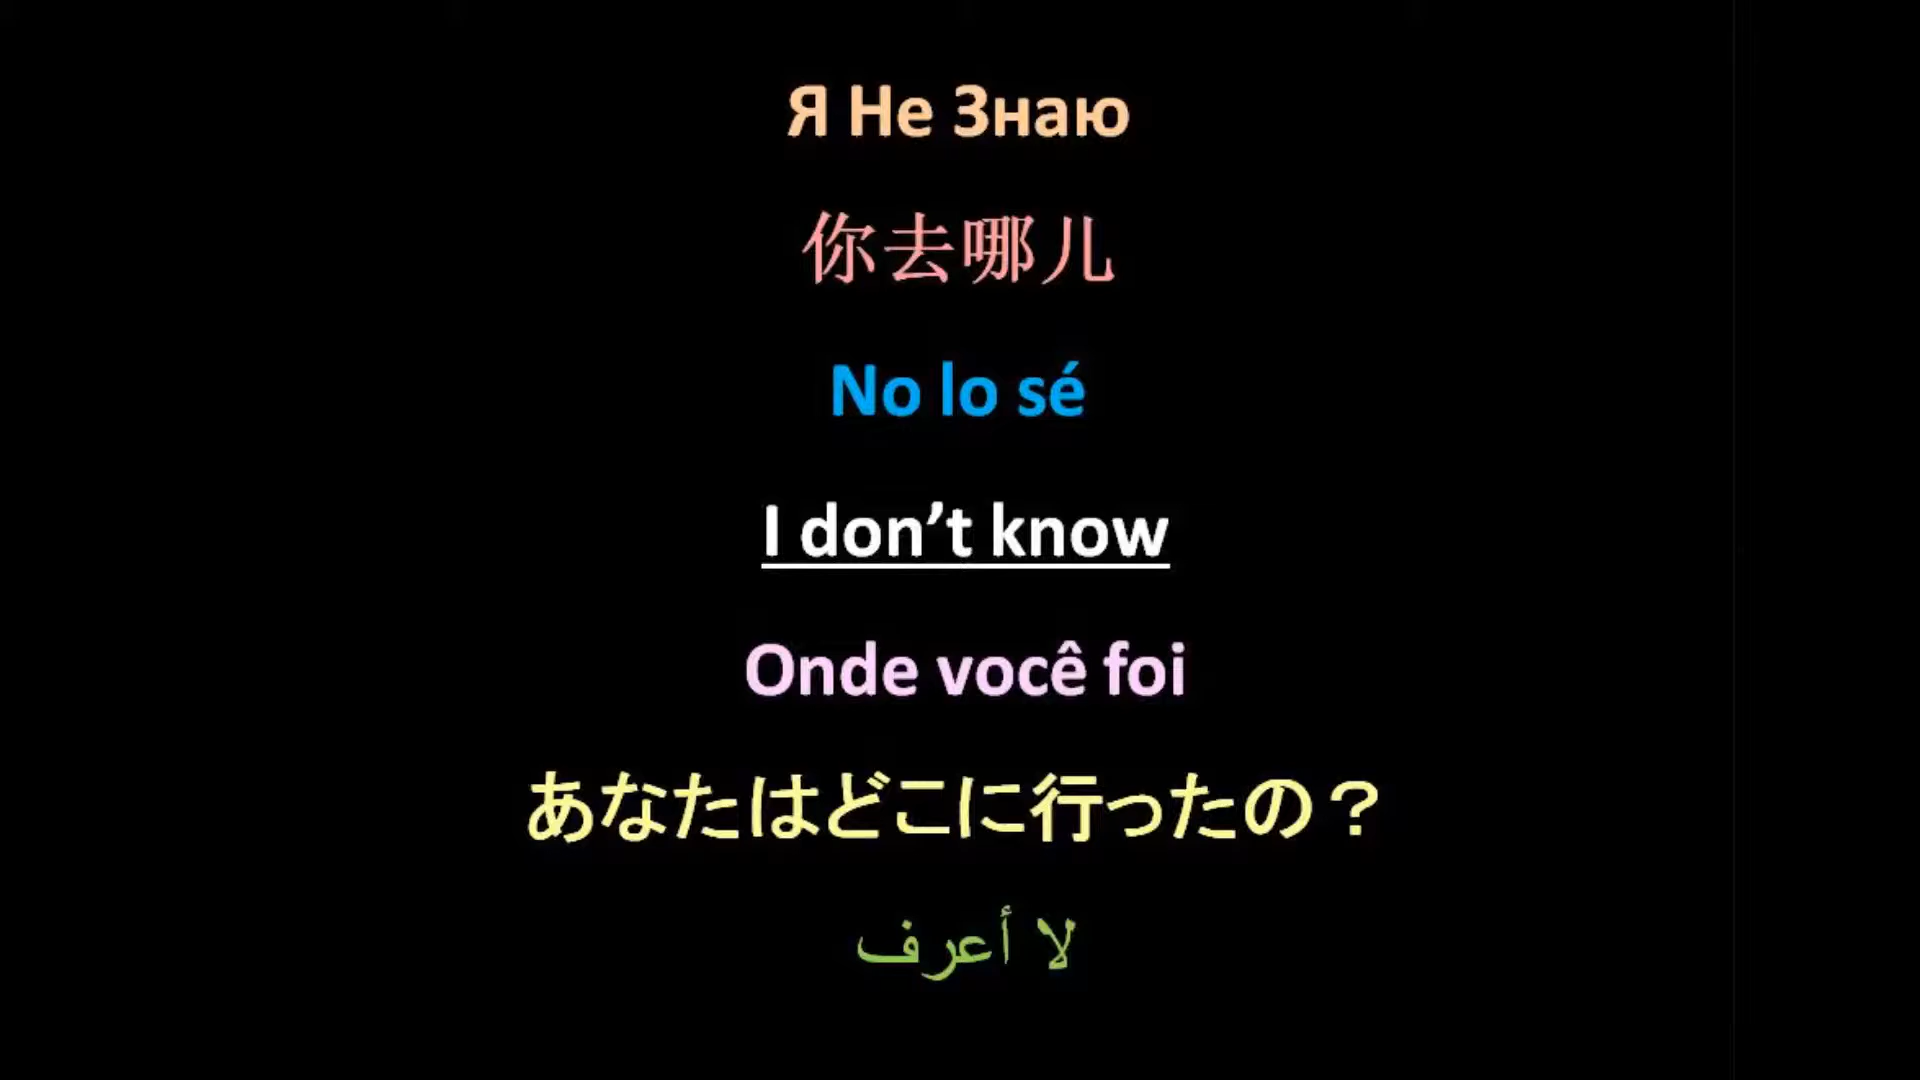 Я Не Знаю
你去哪儿
No lo sé
I don’t know
Onde você foi
あなたはどこに行ったの？
لا أعرف